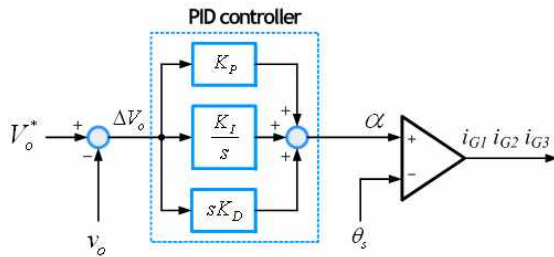 PID controller
K_P
V_o^* + − ΔV_o K_I/s + + + α + − i_G1 i_G2 i_G3
sK_D
v_o θ_s